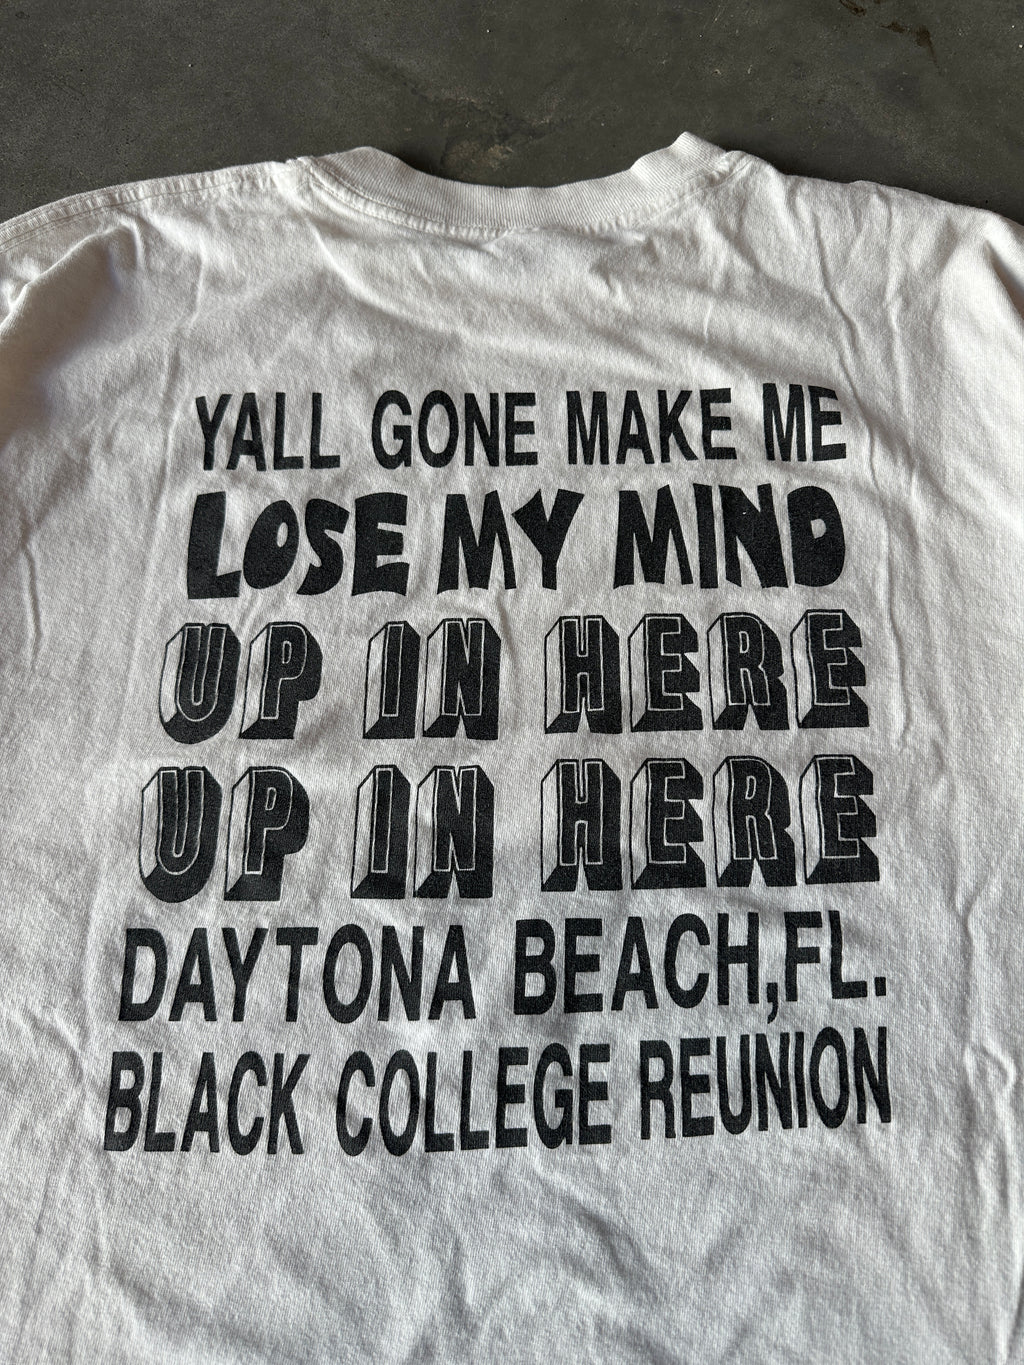 YALL GONE MAKE ME
LOSE MY MIND
UP IN HERE
UP IN HERE
DAYTONA BEACH,FL.
BLACK COLLEGE REUNION